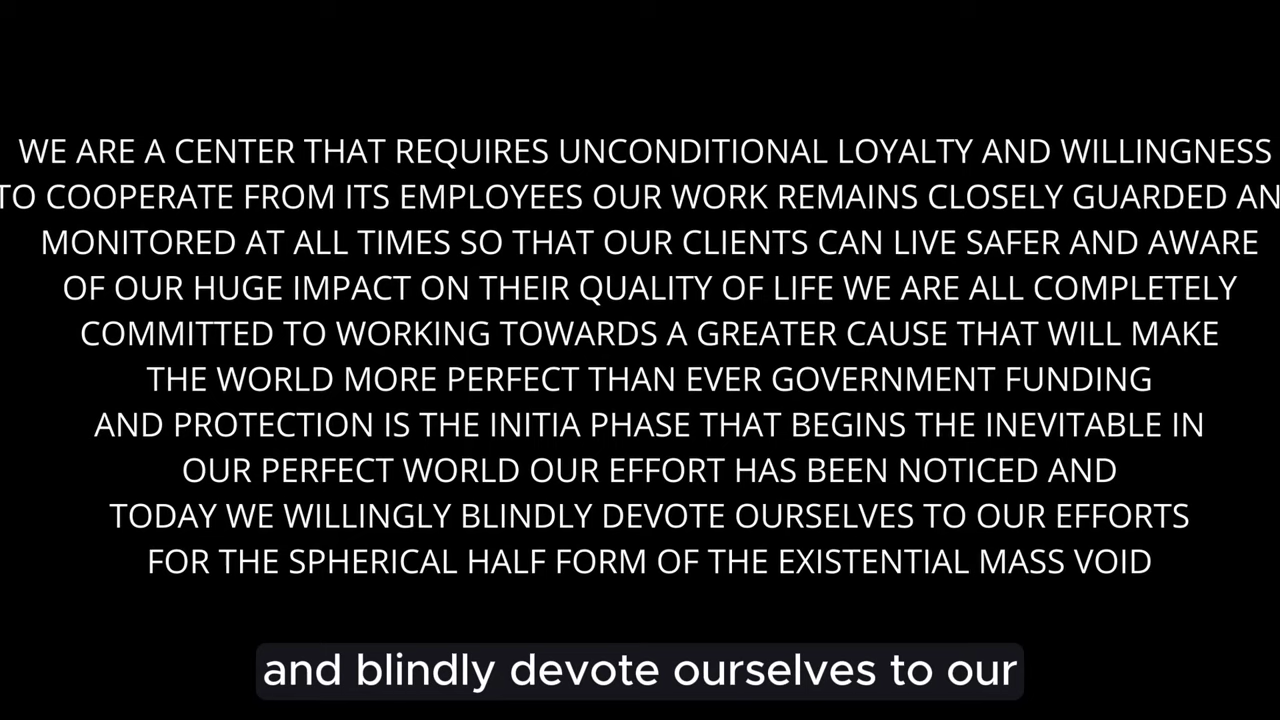 WE ARE A CENTER THAT REQUIRES UNCONDITIONAL LOYALTY AND WILLINGNESS
TO COOPERATE FROM ITS EMPLOYEES OUR WORK REMAINS CLOSELY GUARDED AN
MONITORED AT ALL TIMES SO THAT OUR CLIENTS CAN LIVE SAFER AND AWARE
OF OUR HUGE IMPACT ON THEIR QUALITY OF LIFE WE ARE ALL COMPLETELY
COMMITTED TO WORKING TOWARDS A GREATER CAUSE THAT WILL MAKE
THE WORLD MORE PERFECT THAN EVER GOVERNMENT FUNDING
AND PROTECTION IS THE INITIA PHASE THAT BEGINS THE INEVITABLE IN
OUR PERFECT WORLD OUR EFFORT HAS BEEN NOTICED AND
TODAY WE WILLINGLY BLINDLY DEVOTE OURSELVES TO OUR EFFORTS
FOR THE SPHERICAL HALF FORM OF THE EXISTENTIAL MASS VOID
and blindly devote ourselves to our